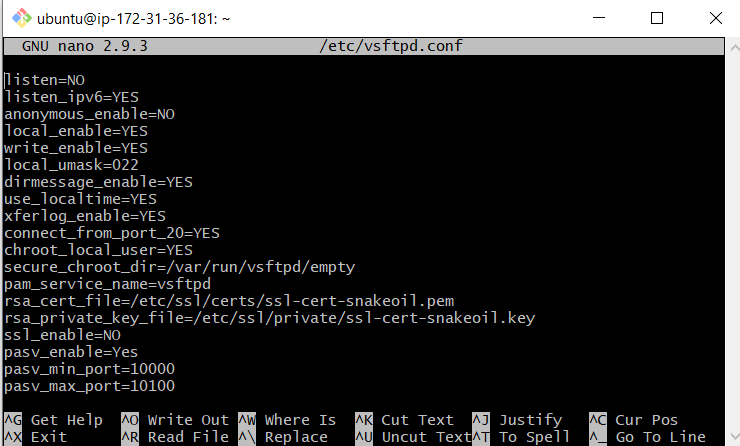 ubuntu@ip-172-31-36-181: ~
GNU nano 2.9.3 /etc/vsftpd.conf
listen=NO
listen_ipv6=YES
anonymous_enable=NO
local_enable=YES
write_enable=YES
local_umask=022
dirmessage_enable=YES
use_localtime=YES
xferlog_enable=YES
connect_from_port_20=YES
chroot_local_user=YES
secure_chroot_dir=/var/run/vsftpd/empty
pam_service_name=vsftpd
rsa_cert_file=/etc/ssl/certs/ssl-cert-snakeoil.pem
rsa_private_key_file=/etc/ssl/private/ssl-cert-snakeoil.key
ssl_enable=NO
pasv_enable=Yes
pasv_min_port=10000
pasv_max_port=10100
^G Get Help ^O Write Out ^W Where Is ^K Cut Text ^J Justify ^C Cur Pos
^X Exit ^R Read File ^\ Replace ^U Uncut Text ^T To Spell ^_ Go To Line